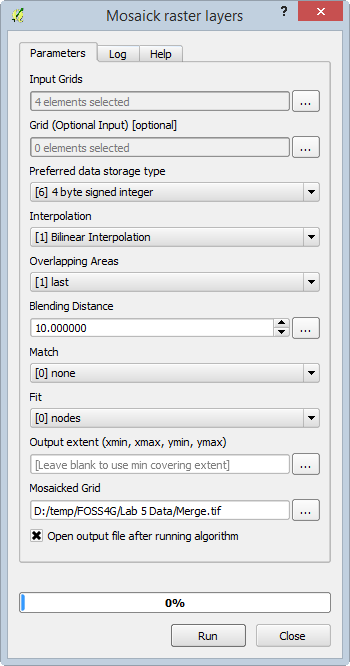 Mosaick raster layers
?
Parameters Log Help
Input Grids
4 elements selected
...
Grid (Optional Input) [optional]
0 elements selected
...
Preferred data storage type
[6] 4 byte signed integer
Interpolation
[1] Bilinear Interpolation
Overlapping Areas
[1] last
Blending Distance
10.000000
...
Match
[0] none
Fit
[0] nodes
Output extent (xmin, xmax, ymin, ymax)
[Leave blank to use min covering extent]
...
Mosaicked Grid
D:/temp/FOSS4G/Lab 5 Data/Merge.tif
...
Open output file after running algorithm
0%
Run Close